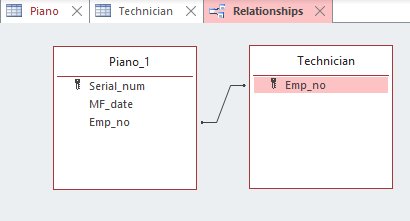 Piano
Technician
Relationships
Piano_1
Serial_num
MF_date
Emp_no
Technician
Emp_no